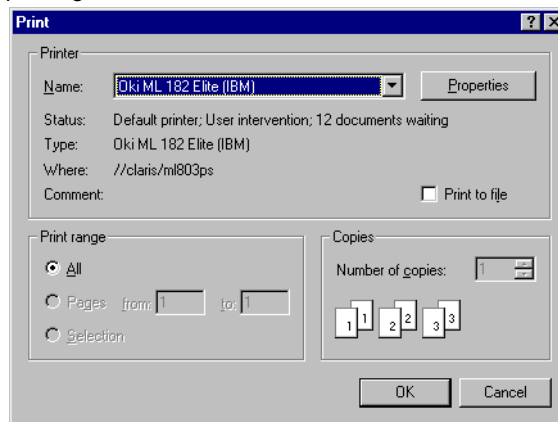 Print
Printer
Name: Oki ML 182 Elite (IBM) Properties
Status: Default printer; User intervention; 12 documents waiting
Type: Oki ML 182 Elite (IBM)
Where: //claris/ml803ps
Comment: Print to file
Print range
All
Pages from: 1 to: 1
Selection
Copies
Number of copies: 1
1 1 2 2 3 3
OK Cancel